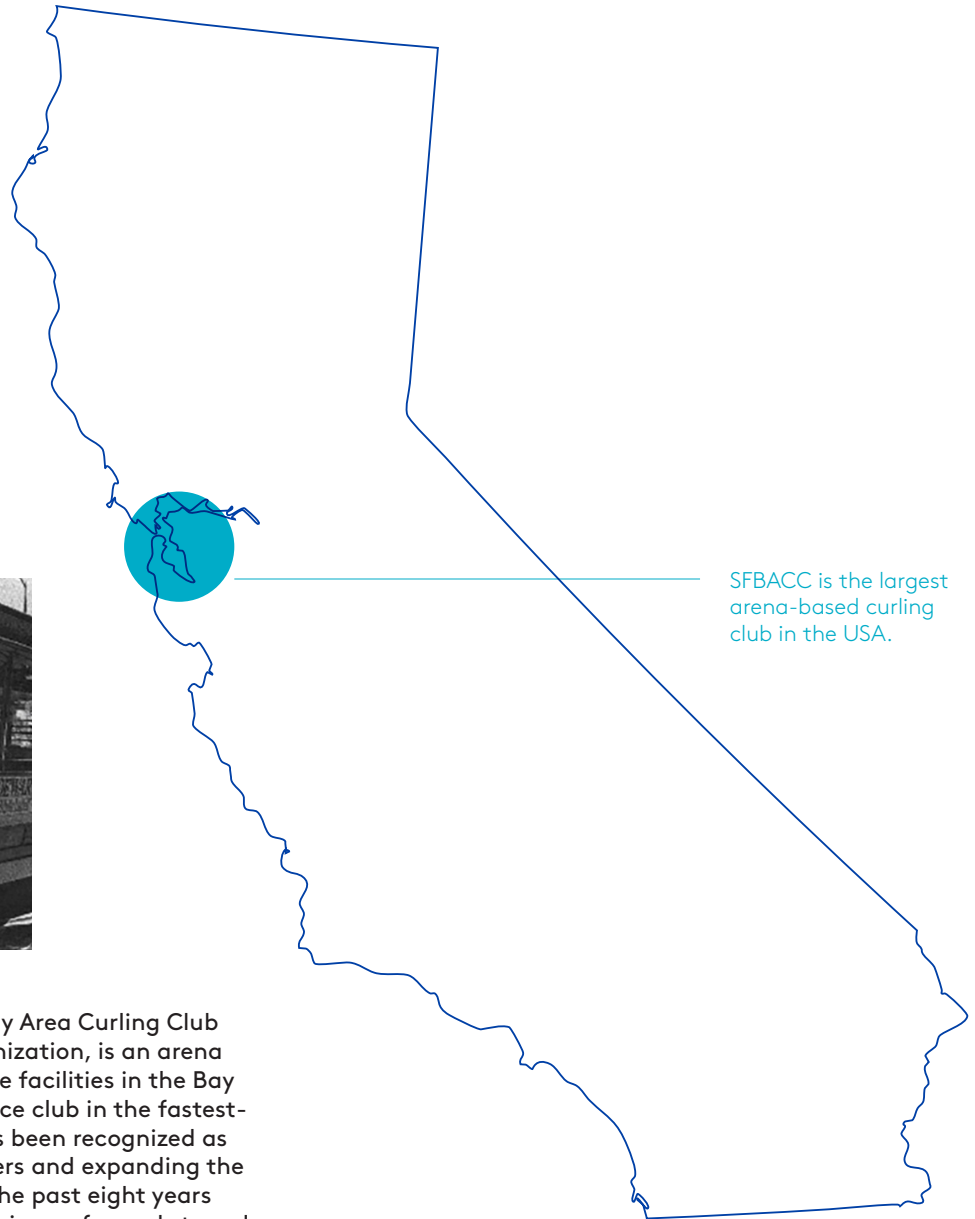 SFBACC is the largest
arena-based curling
club in the USA.
y Area Curling Club
nization, is an arena
e facilities in the Bay
ce club in the fastest-
s been recognized as
ers and expanding the
he past eight years